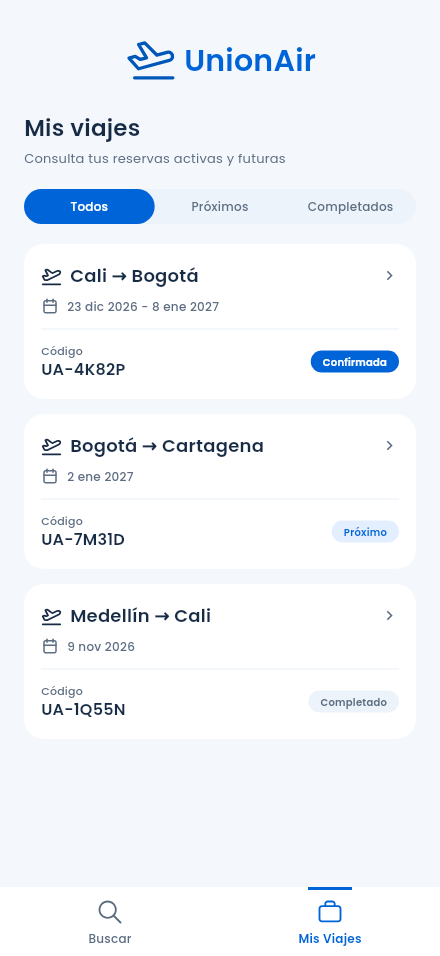 UnionAir
Mis viajes
Consulta tus reservas activas y futuras
Todos Próximos Completados
Cali → Bogotá
23 dic 2026 - 8 ene 2027
Código
UA-4K82P
Confirmada
Bogotá → Cartagena
2 ene 2027
Código
UA-7M31D
Próximo
Medellín → Cali
9 nov 2026
Código
UA-1Q55N
Completado
Buscar Mis Viajes